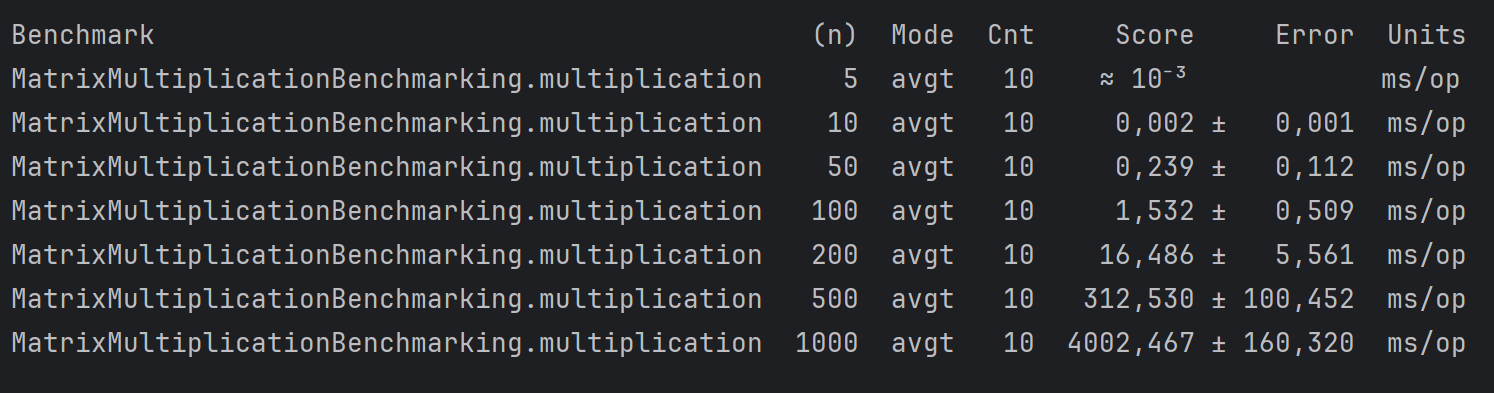 Benchmark (n) Mode Cnt Score Error Units
MatrixMultiplicationBenchmarking.multiplication 5 avgt 10 ≈ 10⁻³ ms/op
MatrixMultiplicationBenchmarking.multiplication 10 avgt 10 0,002 ± 0,001 ms/op
MatrixMultiplicationBenchmarking.multiplication 50 avgt 10 0,239 ± 0,112 ms/op
MatrixMultiplicationBenchmarking.multiplication 100 avgt 10 1,532 ± 0,509 ms/op
MatrixMultiplicationBenchmarking.multiplication 200 avgt 10 16,486 ± 5,561 ms/op
MatrixMultiplicationBenchmarking.multiplication 500 avgt 10 312,530 ± 100,452 ms/op
MatrixMultiplicationBenchmarking.multiplication 1000 avgt 10 4002,467 ± 160,320 ms/op